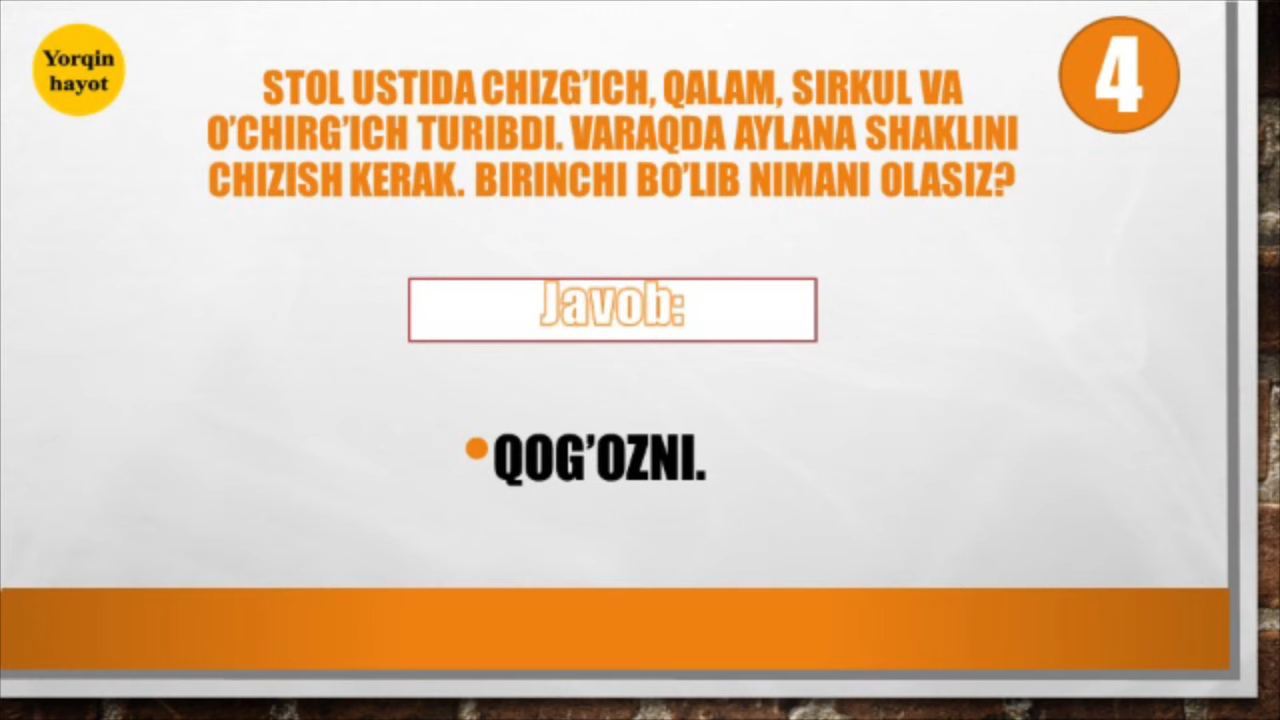 Yorqin
hayot
4
STOL USTIDA CHIZG’ICH, QALAM, SIRKUL VA
O’CHIRG’ICH TURIBDI. VARAQDA AYLANA SHAKLINI
CHIZISH KERAK. BIRINCHI BO’LIB NIMANI OLASIZ?
Javob:
•QOG’OZNI.